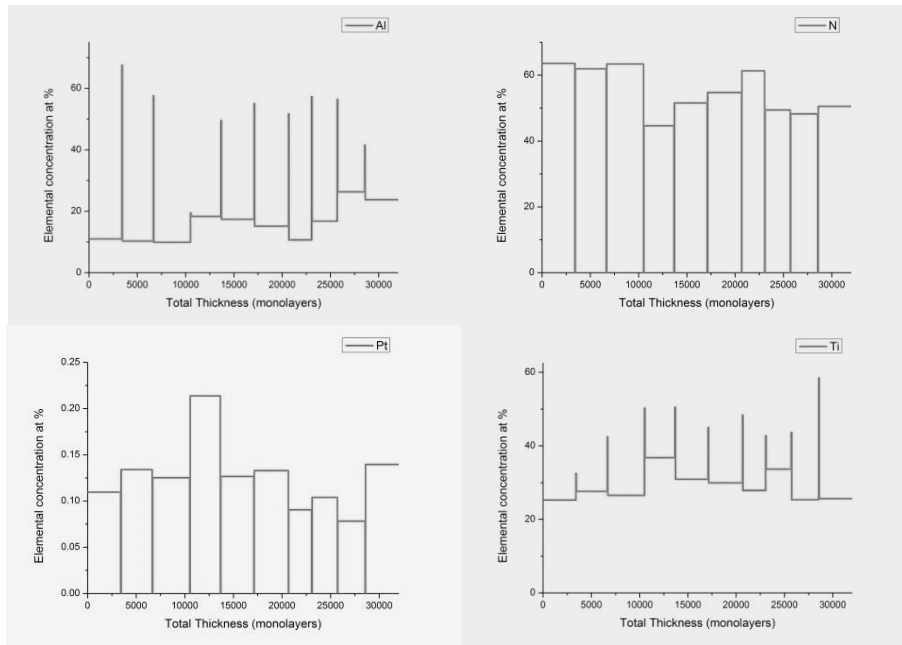 Al
Elemental concentration at %
60
40
20
0
0 5000 10000 15000 20000 25000 30000
Total Thickness (monolayers)
N
Elemental concentration at %
60
40
20
0
0 5000 10000 15000 20000 25000 30000
Total Thickness (monolayers)
Pt
Elemental concentration at %
0.25
0.20
0.15
0.10
0.05
0.00
0 5000 10000 15000 20000 25000 30000
Total Thickness (monolayers)
Ti
Elemental concentration at %
60
40
20
0
0 5000 10000 15000 20000 25000 30000
Total Thickness (monolayers)